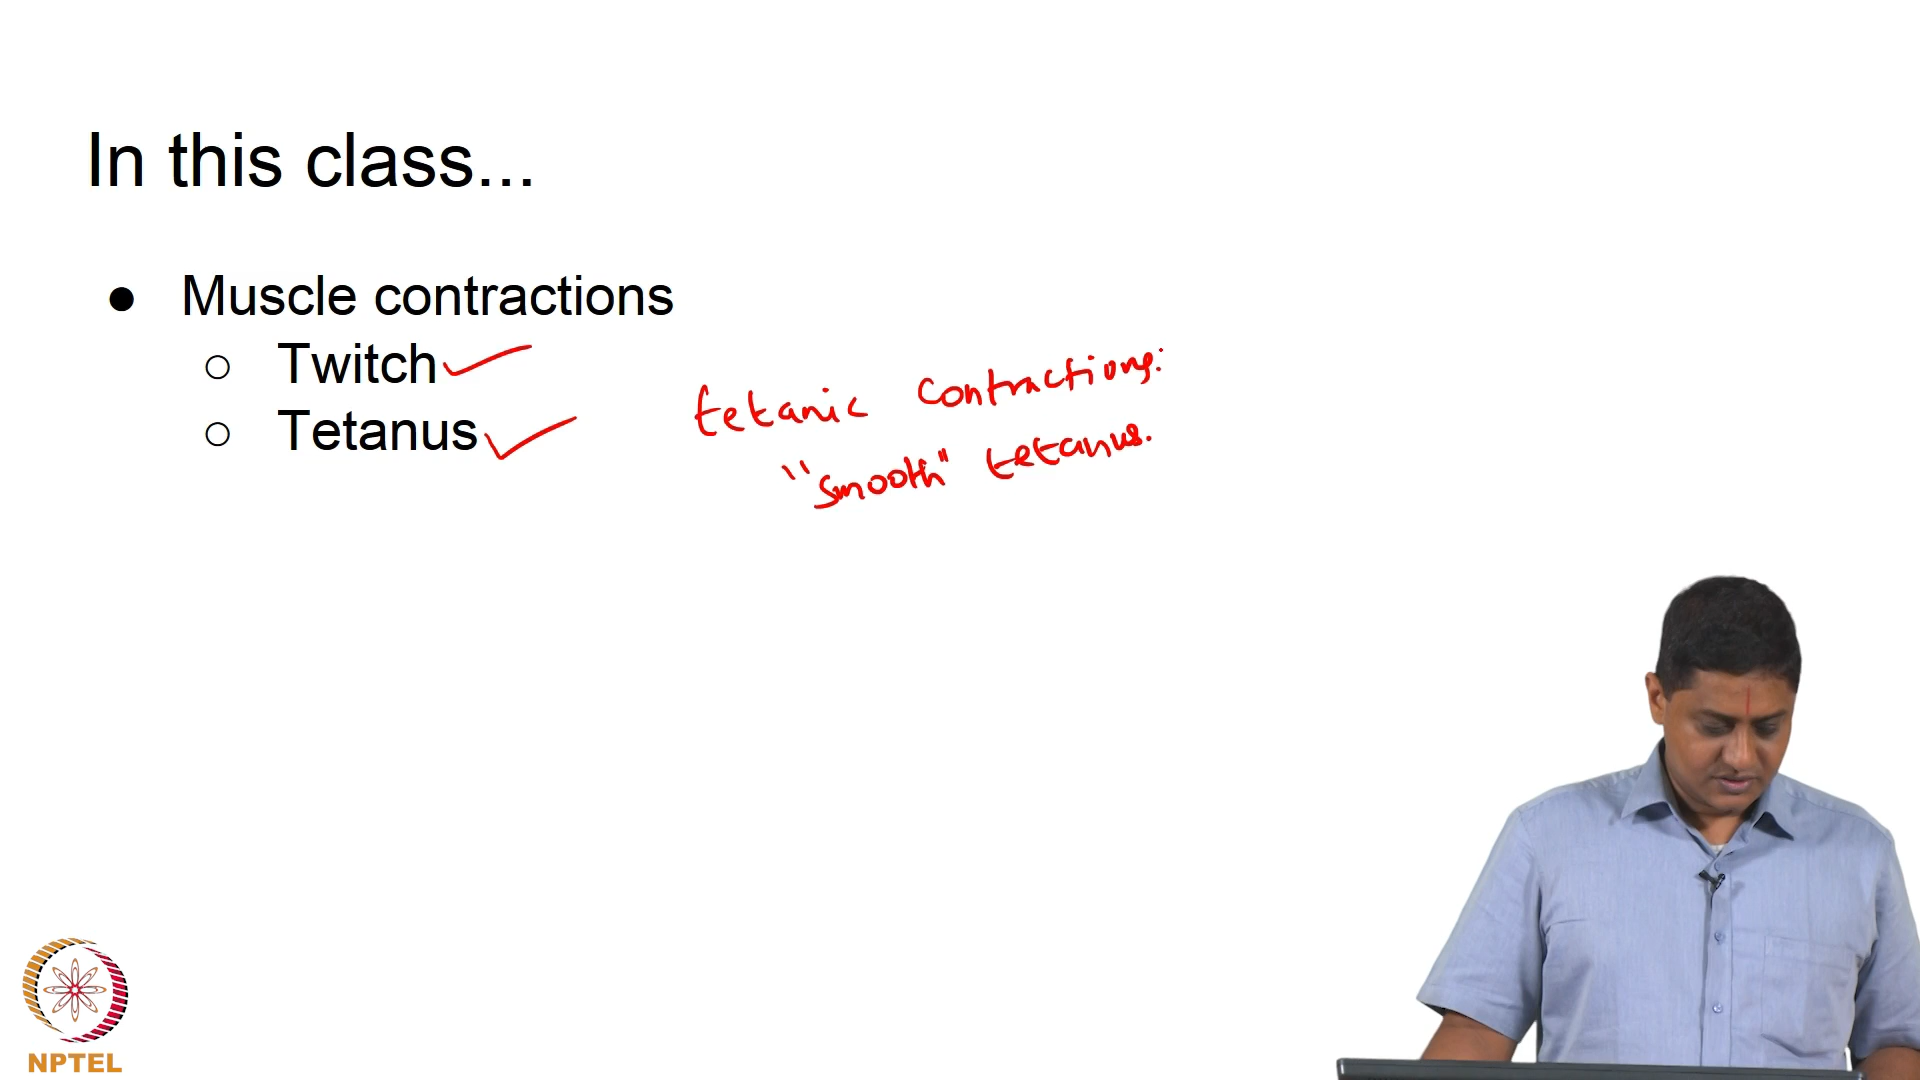 In this class...
● Muscle contractions
○ Twitch
○ Tetanus
tetanic contractions:
"smooth" tetanus.
NPTEL